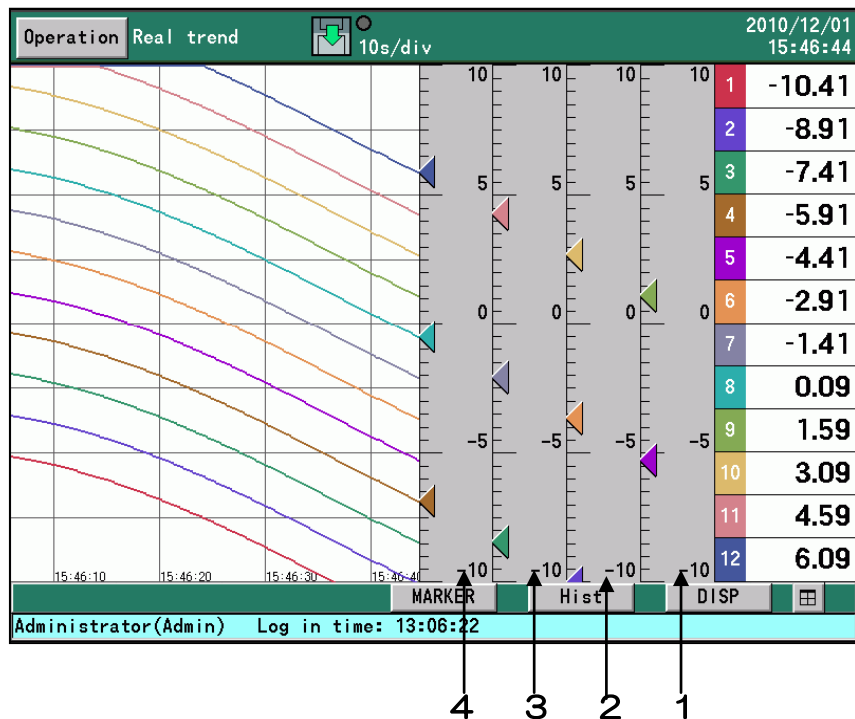 Operation Real trend 10s/div 2010/12/01
15:46:44
10 10 10 10
5 5 5 5
0 0 0 0
-5 -5 -5 -5
-10 -10 -10 -10
1 -10.41
2 -8.91
3 -7.41
4 -5.91
5 -4.41
6 -2.91
7 -1.41
8 0.09
9 1.59
10 3.09
11 4.59
12 6.09
15:46:10 15:46:20 15:46:30 15:46:40
MARKER Hist DISP
Administrator(Admin) Log in time: 13:06:22
4 3 2 1